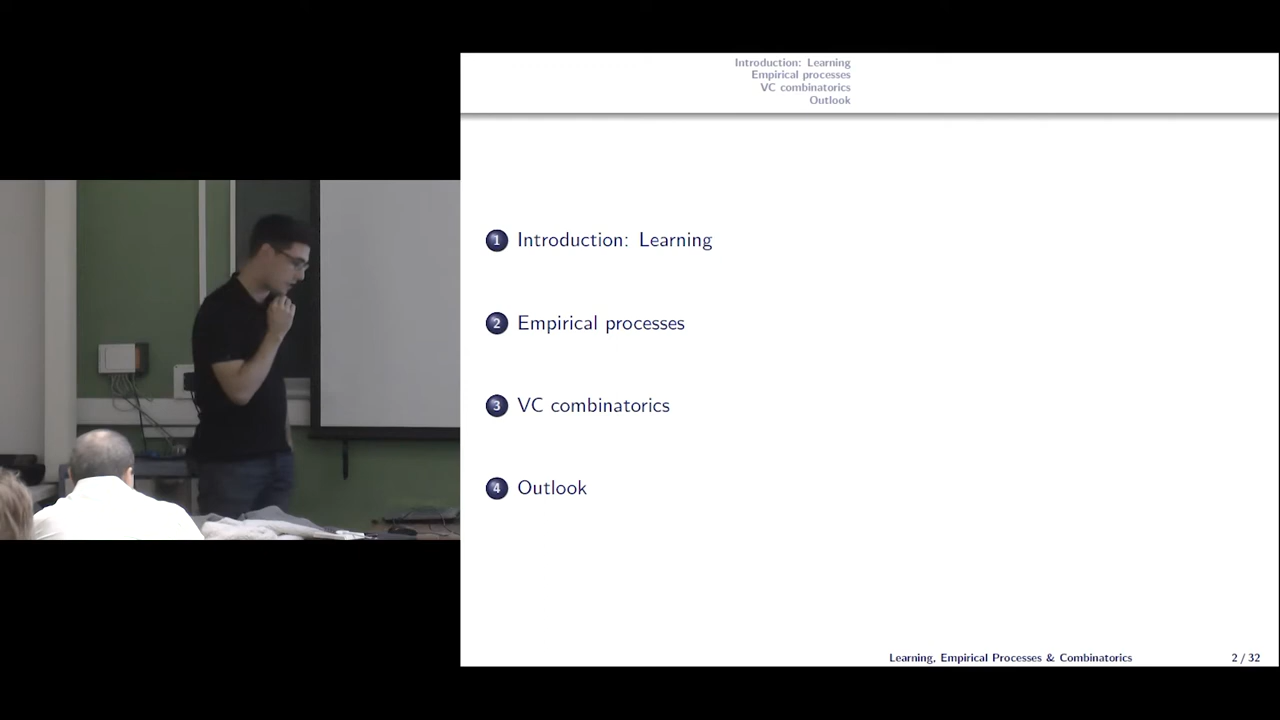 Introduction: Learning
Empirical processes
VC combinatorics
Outlook
1 Introduction: Learning
2 Empirical processes
3 VC combinatorics
4 Outlook
Learning, Empirical Processes & Combinatorics 2 / 32